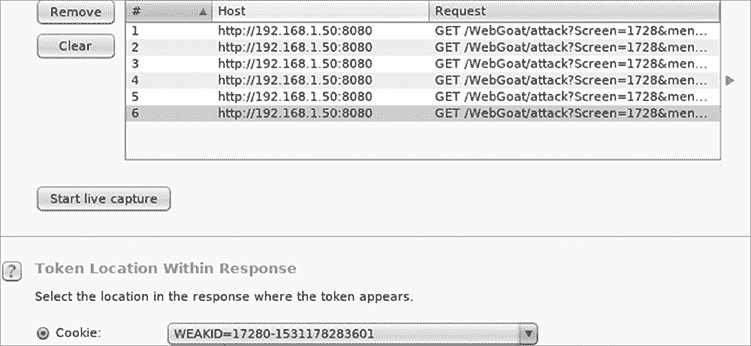 Remove
Clear
# Host Request
1 http://192.168.1.50:8080 GET /WebGoat/attack?Screen=1728&men...
2 http://192.168.1.50:8080 GET /WebGoat/attack?Screen=1728&men...
3 http://192.168.1.50:8080 GET /WebGoat/attack?Screen=1728&men...
4 http://192.168.1.50:8080 GET /WebGoat/attack?Screen=1728&men...
5 http://192.168.1.50:8080 GET /WebGoat/attack?Screen=1728&men...
6 http://192.168.1.50:8080 GET /WebGoat/attack?Screen=1728&men...
Start live capture
? Token Location Within Response
Select the location in the response where the token appears.
Cookie: WEAKID=17280-1531178283601